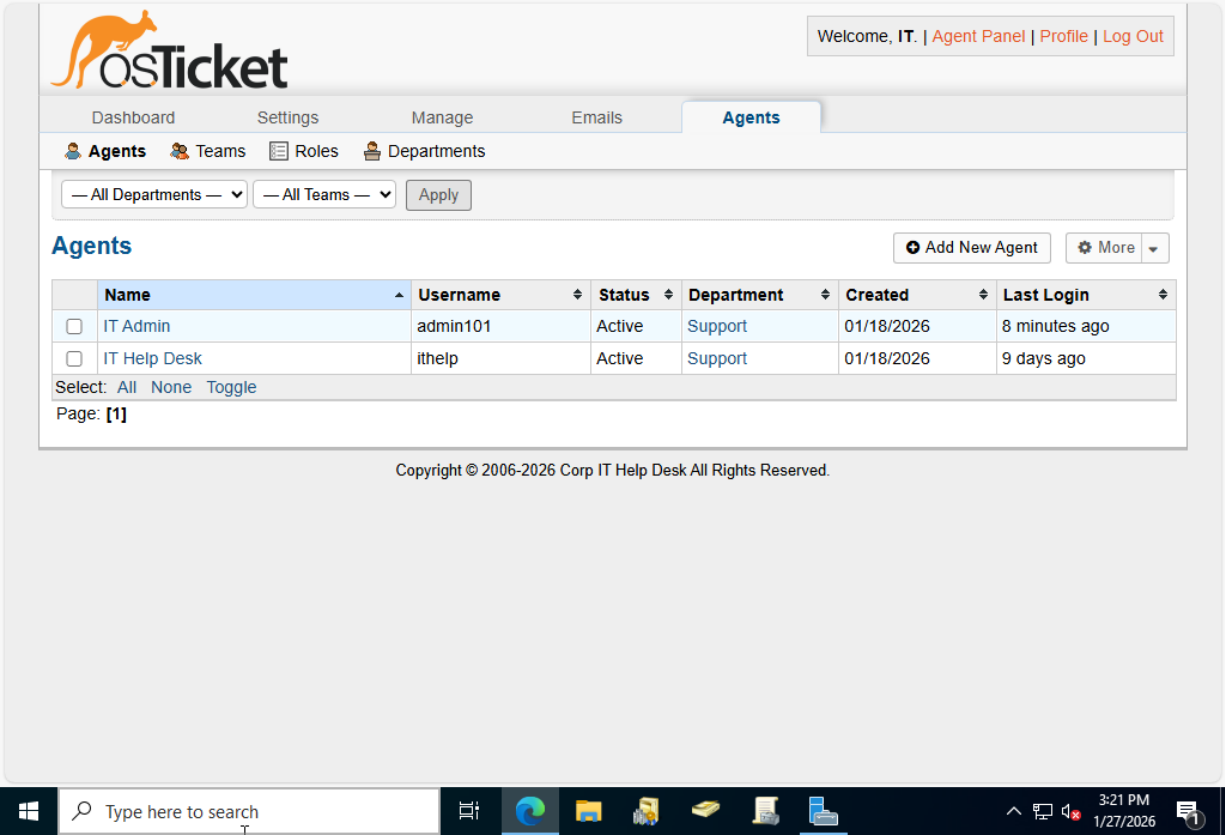 osTicket
Welcome, IT. | Agent Panel | Profile | Log Out
Dashboard Settings Manage Emails Agents
Agents Teams Roles Departments
— All Departments — — All Teams — Apply
Agents Add New Agent More
Name Username Status Department Created Last Login
IT Admin admin101 Active Support 01/18/2026 8 minutes ago
IT Help Desk ithelp Active Support 01/18/2026 9 days ago
Select: All None Toggle
Page: [1]
Copyright © 2006-2026 Corp IT Help Desk All Rights Reserved.
Type here to search
3:21 PM
1/27/2026
1